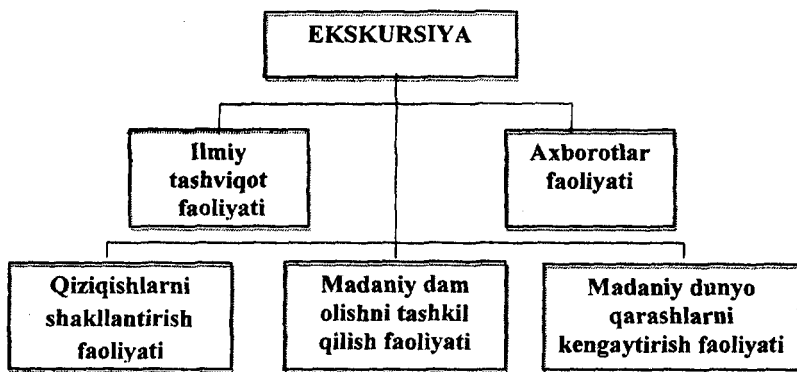 EKSKURSIYA
Ilmiy
tashviqot
faoliyati
Axborotlar
faoliyati
Qiziqishlarni
shakllantirish
faoliyati
Madaniy dam
olishni tashkil
qilish faoliyati
Madaniy dunyo
qarashlarni
kengaytirish faoliyati